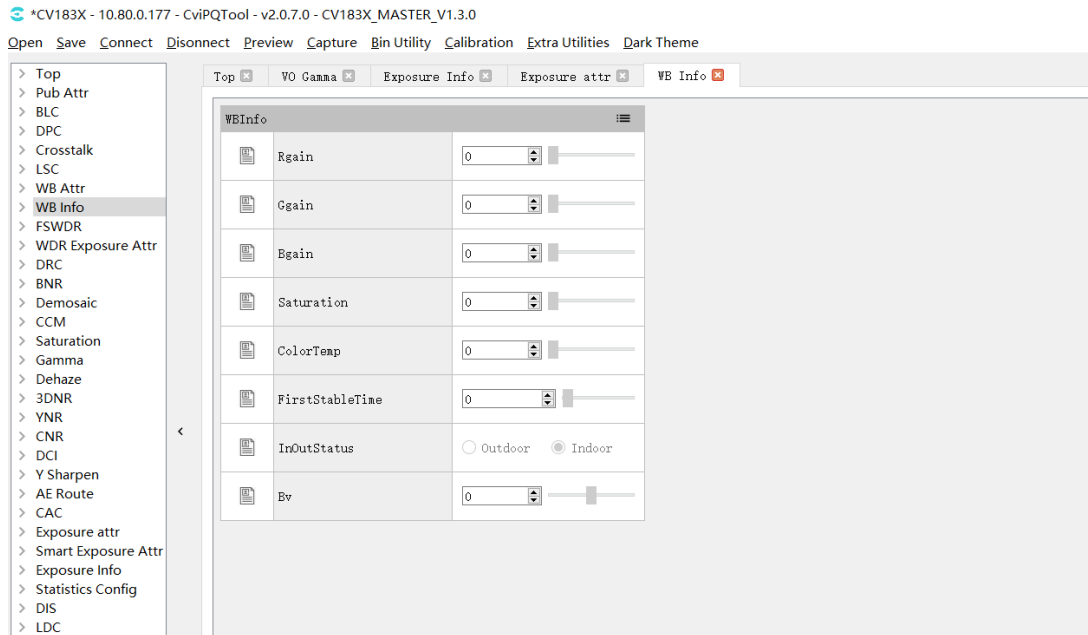 *CV183X - 10.80.0.177 - CviPQTool - v2.0.7.0 - CV183X_MASTER_V1.3.0
Open Save Connect Disonnect Preview Capture Bin Utility Calibration Extra Utilities Dark Theme
Top
Pub Attr
BLC
DPC
Crosstalk
LSC
WB Attr
WB Info
FSWDR
WDR Exposure Attr
DRC
BNR
Demosaic
CCM
Saturation
Gamma
Dehaze
3DNR
YNR
CNR
DCI
Y Sharpen
AE Route
CAC
Exposure attr
Smart Exposure Attr
Exposure Info
Statistics Config
DIS
LDC
Top VO Gamma Exposure Info Exposure attr WB Info
WBInfo
Rgain 0
Ggain 0
Bgain 0
Saturation 0
ColorTemp 0
FirstStableTime 0
InOutStatus Outdoor Indoor
Bv 0